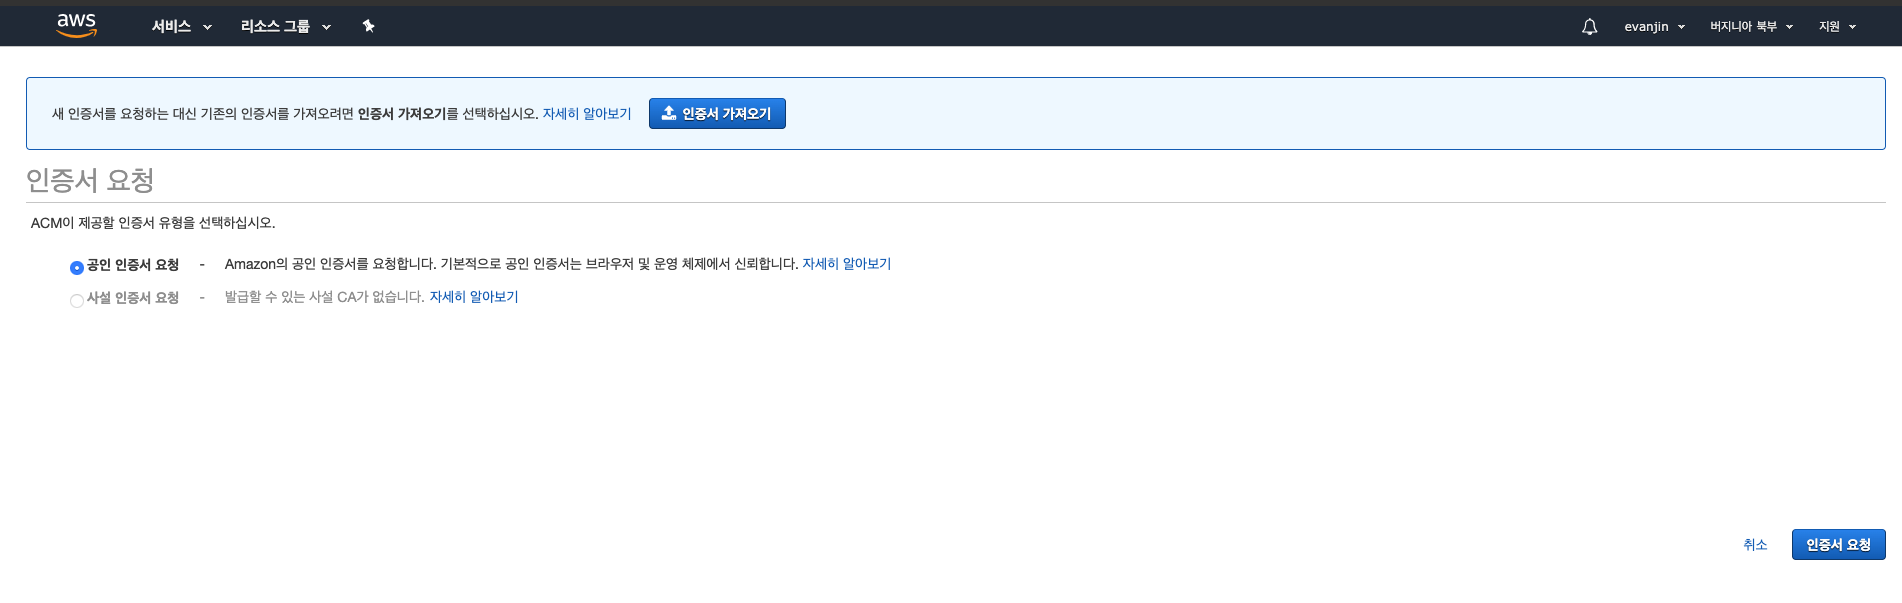 aws 서비스 리소스 그룹 evanjin 버지니아 북부 지원
새 인증서를 요청하는 대신 기존의 인증서를 가져오려면 인증서 가져오기를 선택하십시오. 자세히 알아보기 인증서 가져오기
인증서 요청
ACM이 제공할 인증서 유형을 선택하십시오.
공인 인증서 요청 - Amazon의 공인 인증서를 요청합니다. 기본적으로 공인 인증서는 브라우저 및 운영 체제에서 신뢰합니다. 자세히 알아보기
사설 인증서 요청 - 발급할 수 있는 사설 CA가 없습니다. 자세히 알아보기
취소 인증서 요청